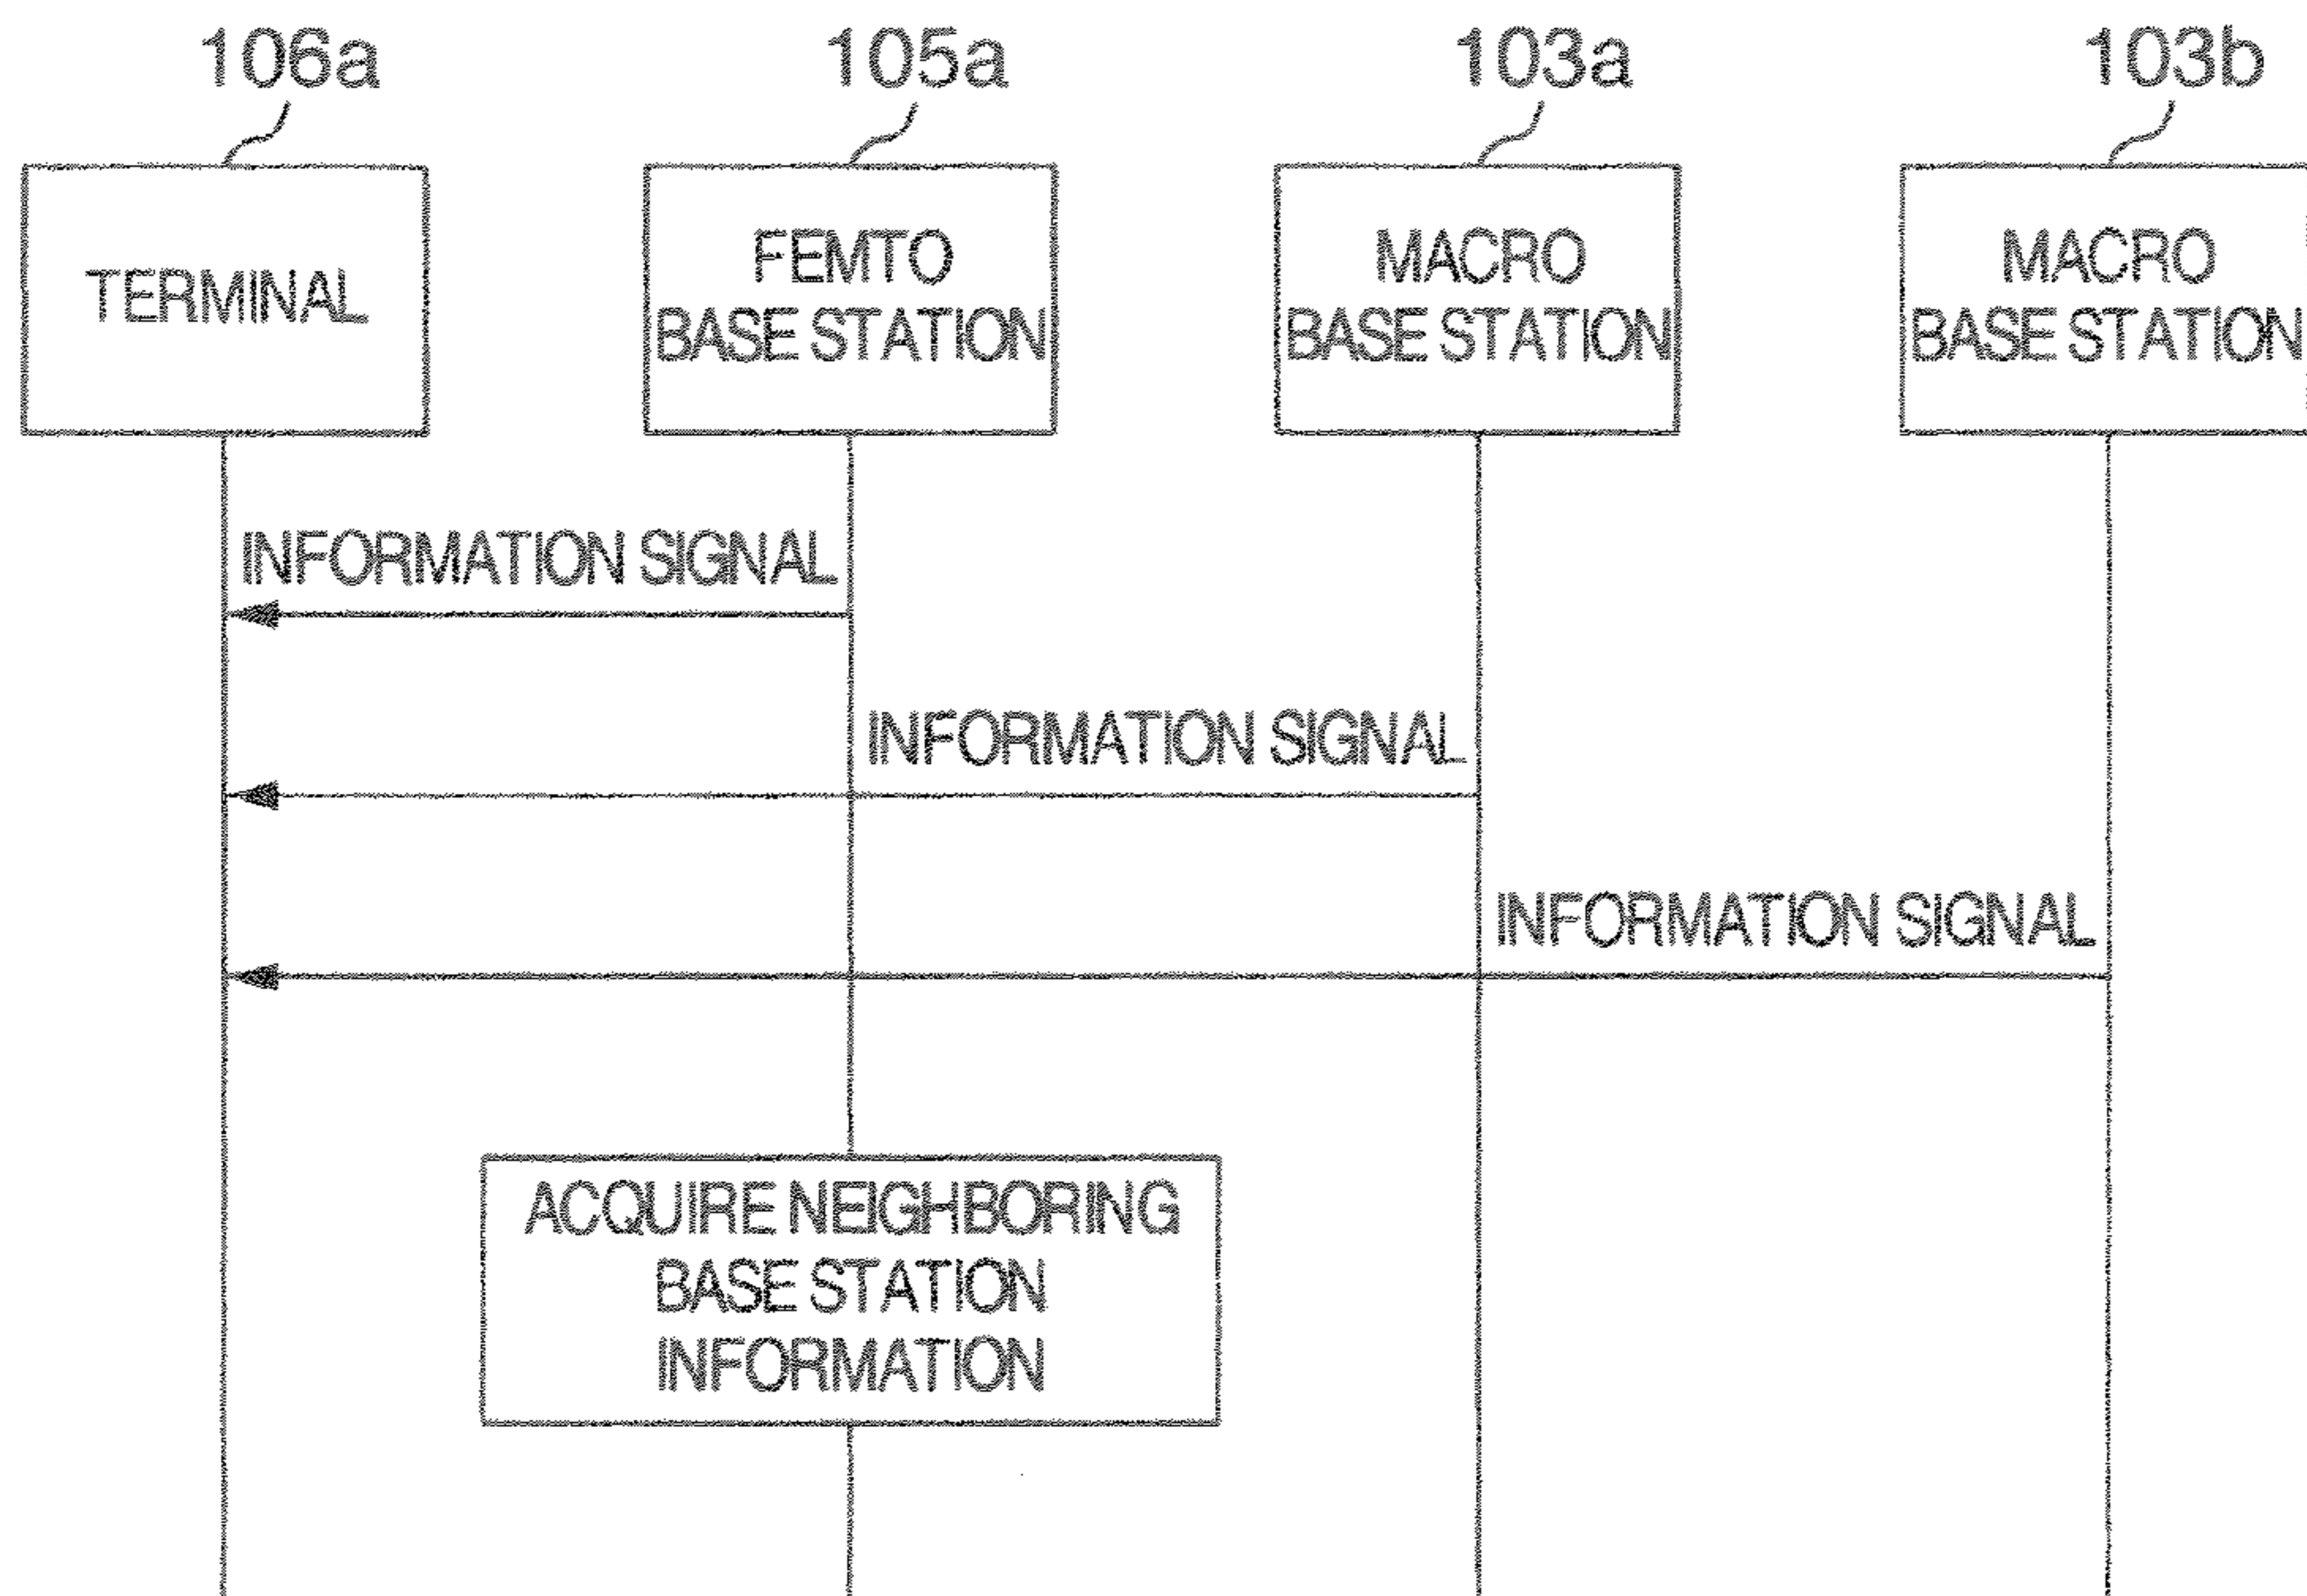 106a
105a
103a
103b
TERMINAL
FEMTO
BASE STATION
MACRO
BASE STATION
MACRO
BASE STATION
INFORMATION SIGNAL
INFORMATION SIGNAL
INFORMATION SIGNAL
ACQUIRE NEIGHBORING
BASE STATION
INFORMATION